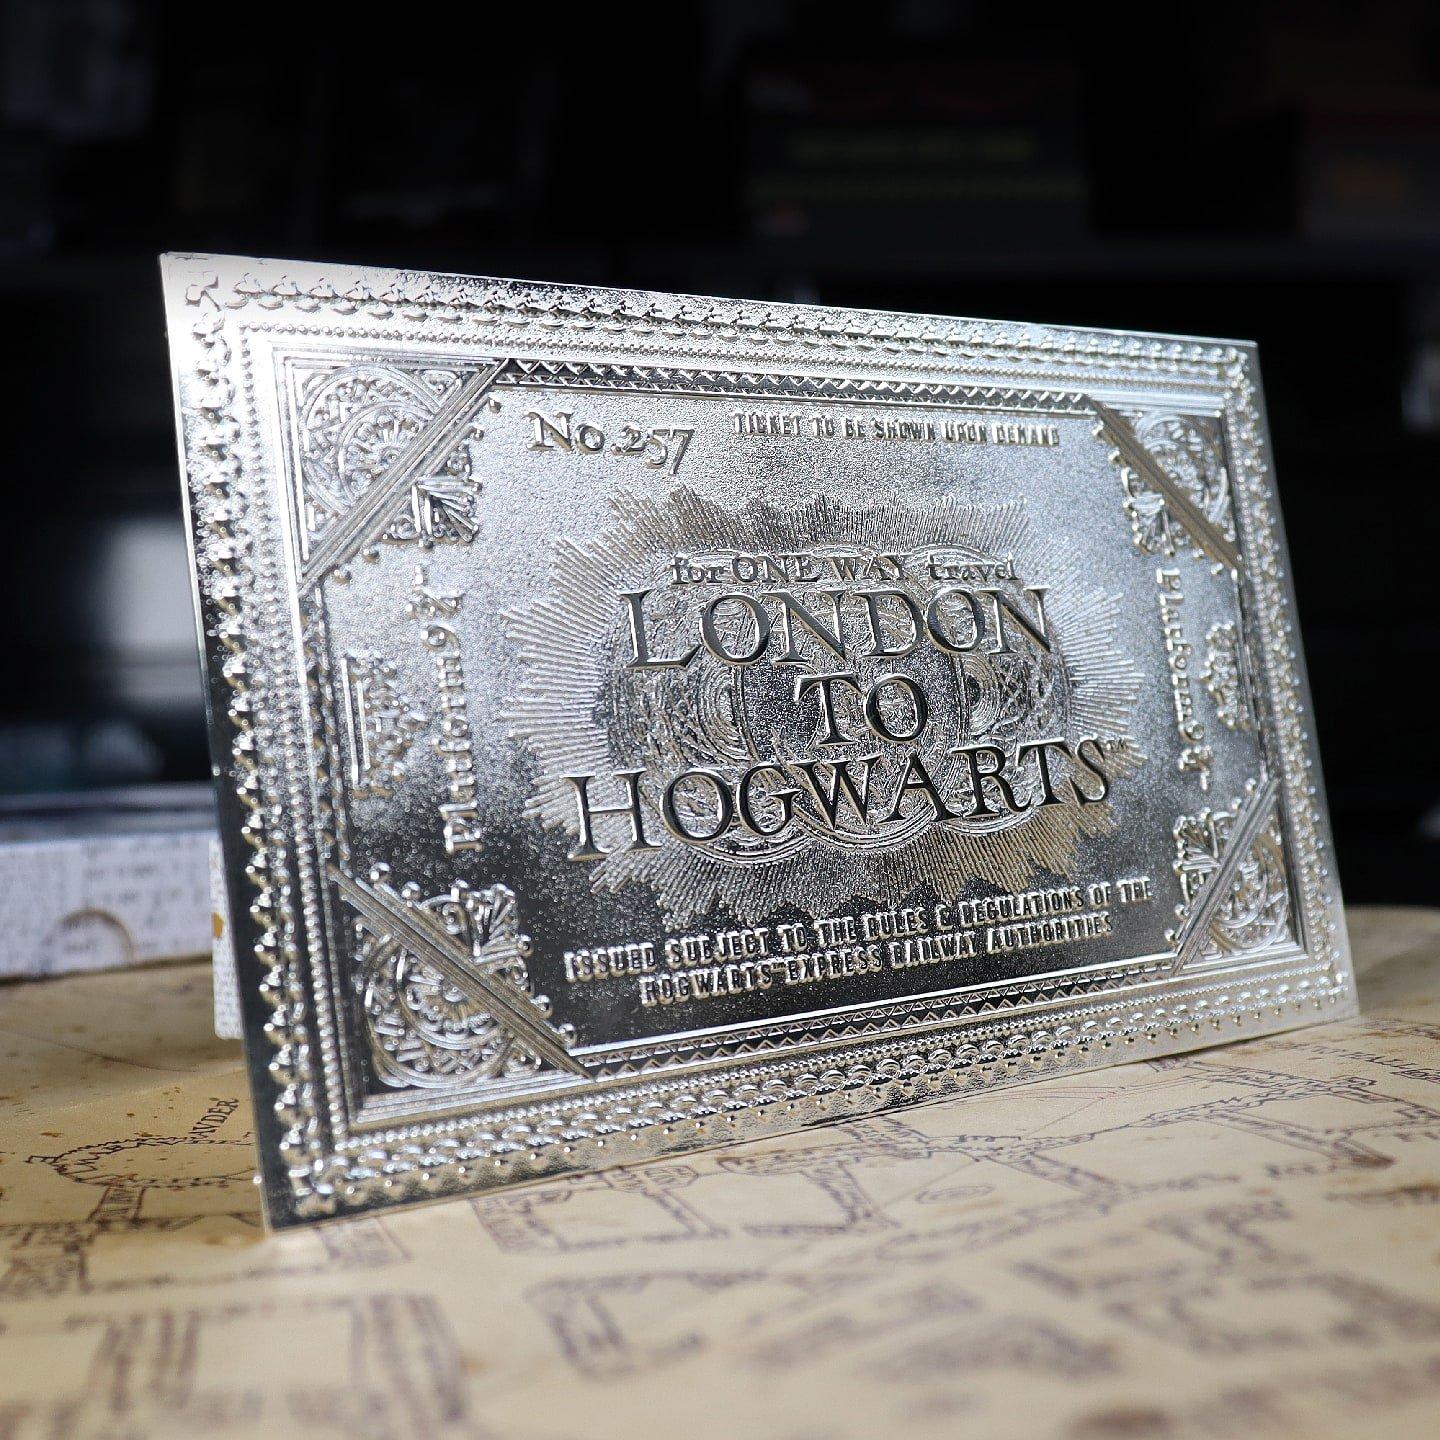 No.257
TICKET TO BE SHOWN UPON DEMAND
for ONE WAY travel
LONDON
TO
HOGWARTS™
Platform 9¾
Platform 9¾
ISSUED SUBJECT TO THE RULES & REGULATIONS OF THE
HOGWARTS™ EXPRESS RAILWAY AUTHORITIES